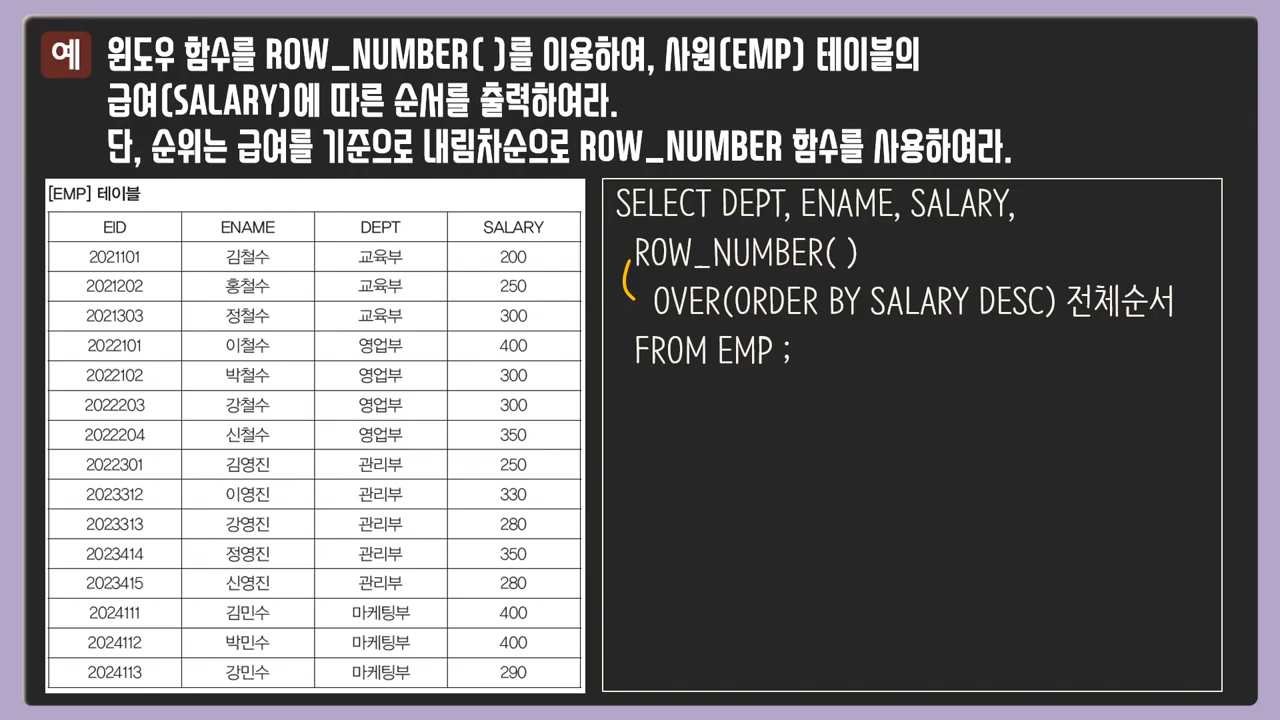 예 윈도우 함수를 ROW_NUMBER( )를 이용하여, 사원(EMP) 테이블의
급여(SALARY)에 따른 순서를 출력하여라.
단, 순위는 급여를 기준으로 내림차순으로 ROW_NUMBER 함수를 사용하여라.
[EMP] 테이블
EID ENAME DEPT SALARY
2021101 김철수 교육부 200
2021202 홍철수 교육부 250
2021303 정철수 교육부 300
2022101 이철수 영업부 400
2022102 박철수 영업부 300
2022203 강철수 영업부 300
2022204 신철수 영업부 350
2022301 김영진 관리부 250
2023312 이영진 관리부 330
2023313 강영진 관리부 280
2023414 정영진 관리부 350
2023415 신영진 관리부 280
2024111 김민수 마케팅부 400
2024112 박민수 마케팅부 400
2024113 강민수 마케팅부 290
SELECT DEPT, ENAME, SALARY,
ROW_NUMBER( )
OVER(ORDER BY SALARY DESC) 전체순서
FROM EMP ;